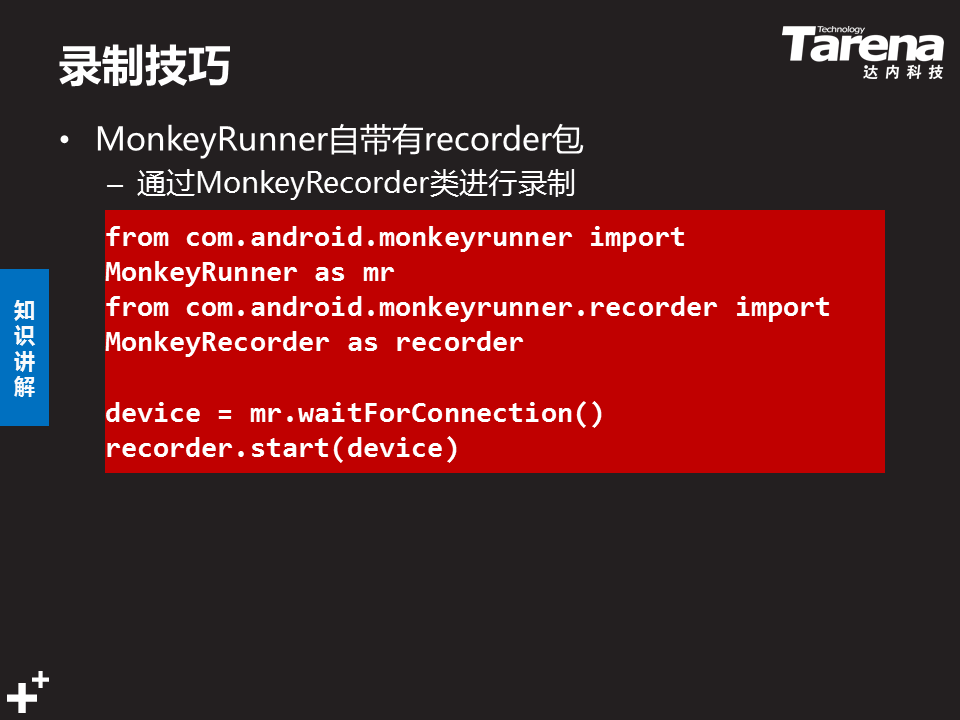 录制技巧
Technology
Tarena
达内科技
• MonkeyRunner自带有recorder包
– 通过MonkeyRecorder类进行录制
from com.android.monkeyrunner import
MonkeyRunner as mr
from com.android.monkeyrunner.recorder import
MonkeyRecorder as recorder
device = mr.waitForConnection()
recorder.start(device)
知
识
讲
解